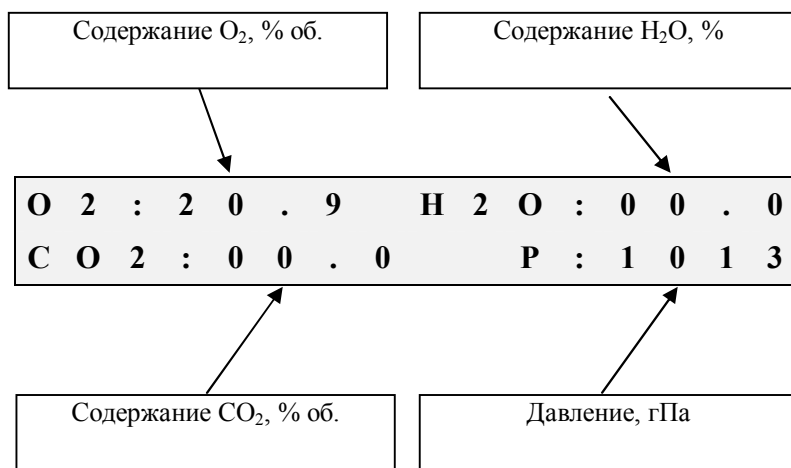 Содержание O₂, % об.
Содержание H₂O, %
O2:20.9 H2O:00.0
CO2:00.0 P:1013
Содержание CO₂, % об.
Давление, гПа